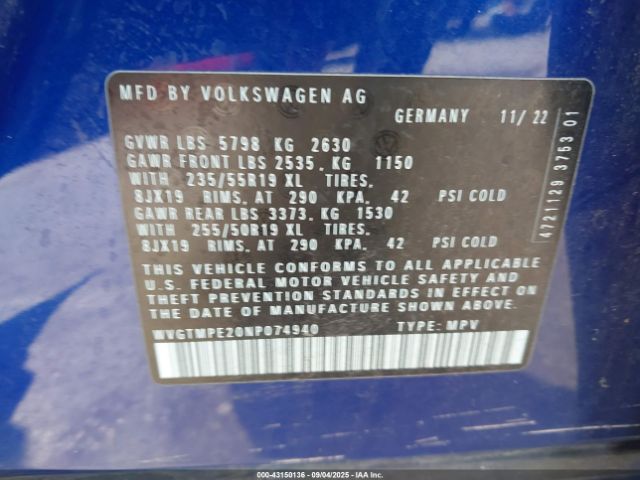 MFD BY VOLKSWAGEN AG
GERMANY 11/22
GVWR LBS 5798 KG 2630
GAWR FRONT LBS 2535, KG 1150
WITH 235/55R19 XL TIRES,
8JX19 RIMS, AT 290 KPA, 42 PSI COLD
GAWR REAR LBS 3373, KG 1530
WITH 255/50R19 XL TIRES,
8JX19 RIMS, AT 290 KPA, 42 PSI COLD
THIS VEHICLE CONFORMS TO ALL APPLICABLE
U.S. FEDERAL MOTOR VEHICLE SAFETY AND
THEFT PREVENTION STANDARDS IN EFFECT ON
THE DATE OF MANUFACTURE SHOWN ABOVE.
WVGTMPE20NP074940 TYPE: MPV
4721129 3753 01
000-43150136 - 09/04/2025 - IAAI.COM